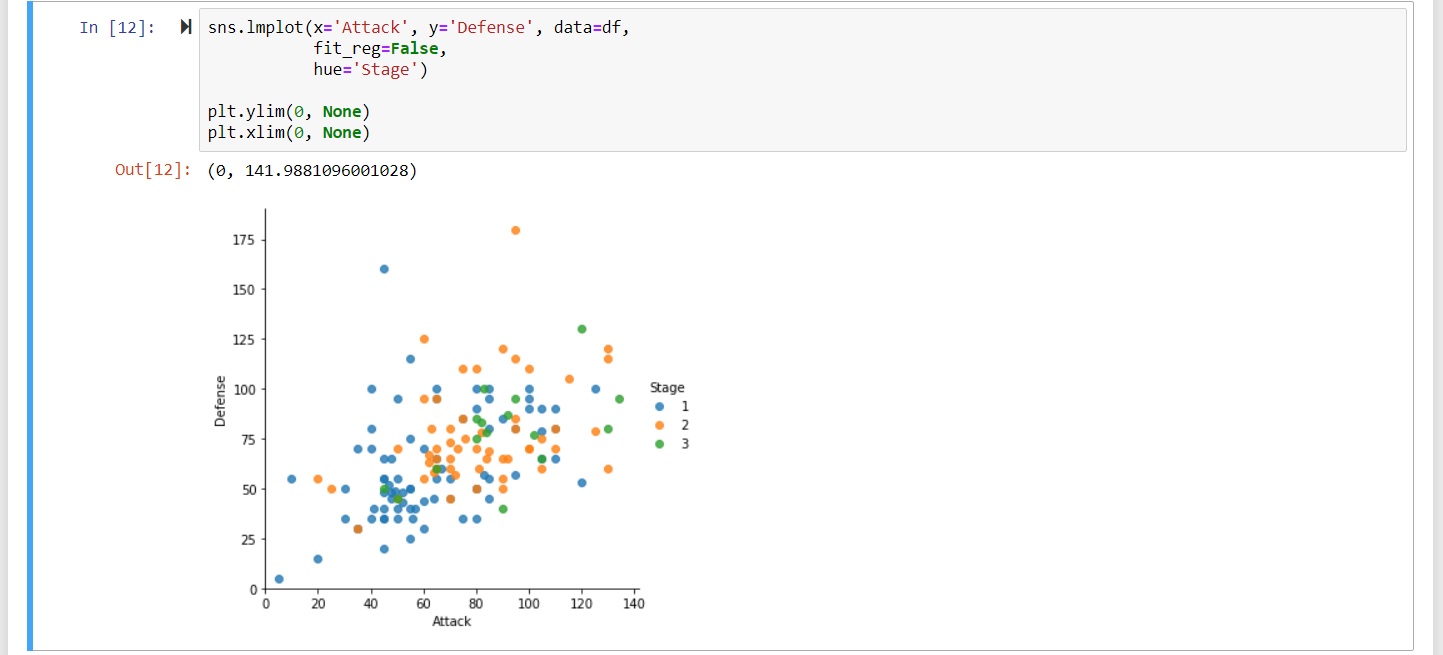 In [12]:
sns.lmplot(x='Attack', y='Defense', data=df,
           fit_reg=False,
           hue='Stage')
plt.ylim(0, None)
plt.xlim(0, None)
Out[12]: (0, 141.9881096001028)
175
150
125
100
75
50
25
0
Defense
0 20 40 60 80 100 120 140
Attack
Stage
1
2
3